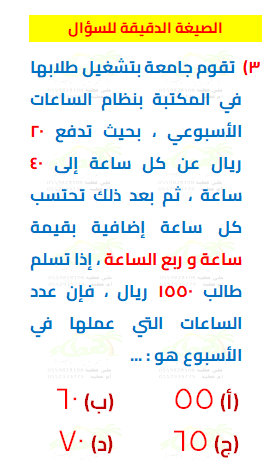 الصيغة الدقيقة للسؤال
٣) تقوم جامعة بتشغيل طلابها
في المكتبة بنظام الساعات
الأسبوعي ، بحيث تدفع ٢٠
ريال عن كل ساعة إلى ٤٠
ساعة ، ثم بعد ذلك تحتسب
كل ساعة إضافية بقيمة
ساعة و ربع الساعة ، إذا تسلم
طالب ١٥٥٠ ريال ، فإن عدد
الساعات التي عملها في
الأسبوع هو : ...
(أ) ٥٥ (ب) ٦٠
(ج) ٦٥ (د) ٧٠